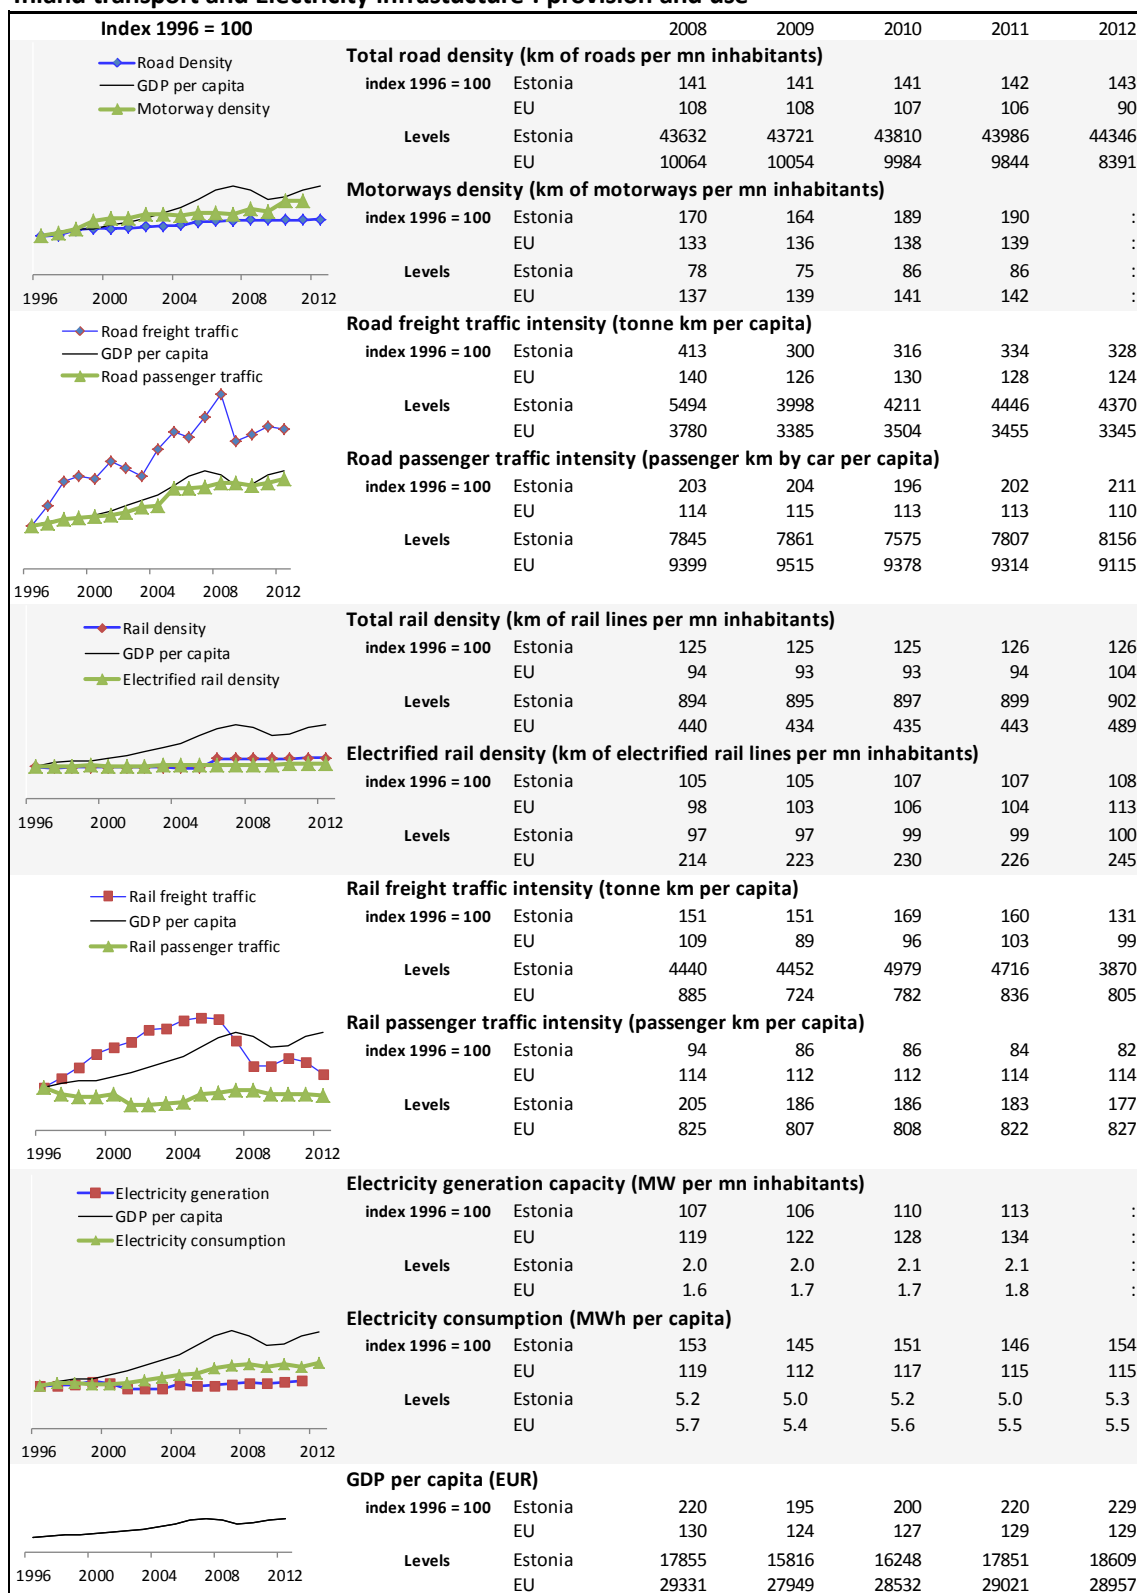 Inland transport and Electricity infrastucture : provision and use
Index 1996 = 100 2008 2009 2010 2011 2012
Road Density
GDP per capita
Motorway density
1996 2000 2004 2008 2012
Total road density (km of roads per mn inhabitants)
index 1996 = 100 Estonia 141 141 141 142 143
EU 108 108 107 106 90
Levels Estonia 43632 43721 43810 43986 44346
EU 10064 10054 9984 9844 8391
Motorways density (km of motorways per mn inhabitants)
index 1996 = 100 Estonia 170 164 189 190 :
EU 133 136 138 139 :
Levels Estonia 78 75 86 86 :
EU 137 139 141 142 :
Road freight traffic
GDP per capita
Road passenger traffic
1996 2000 2004 2008 2012
Road freight traffic intensity (tonne km per capita)
index 1996 = 100 Estonia 413 300 316 334 328
EU 140 126 130 128 124
Levels Estonia 5494 3998 4211 4446 4370
EU 3780 3385 3504 3455 3345
Road passenger traffic intensity (passenger km by car per capita)
index 1996 = 100 Estonia 203 204 196 202 211
EU 114 115 113 113 110
Levels Estonia 7845 7861 7575 7807 8156
EU 9399 9515 9378 9314 9115
Rail density
GDP per capita
Electrified rail density
1996 2000 2004 2008 2012
Total rail density (km of rail lines per mn inhabitants)
index 1996 = 100 Estonia 125 125 125 126 126
EU 94 93 93 94 104
Levels Estonia 894 895 897 899 902
EU 440 434 435 443 489
Electrified rail density (km of electrified rail lines per mn inhabitants)
index 1996 = 100 Estonia 105 105 107 107 108
EU 98 103 106 104 113
Levels Estonia 97 97 99 99 100
EU 214 223 230 226 245
Rail freight traffic
GDP per capita
Rail passenger traffic
1996 2000 2004 2008 2012
Rail freight traffic intensity (tonne km per capita)
index 1996 = 100 Estonia 151 151 169 160 131
EU 109 89 96 103 99
Levels Estonia 4440 4452 4979 4716 3870
EU 885 724 782 836 805
Rail passenger traffic intensity (passenger km per capita)
index 1996 = 100 Estonia 94 86 86 84 82
EU 114 112 112 114 114
Levels Estonia 205 186 186 183 177
EU 825 807 808 822 827
Electricity generation
GDP per capita
Electricity consumption
1996 2000 2004 2008 2012
Electricity generation capacity (MW per mn inhabitants)
index 1996 = 100 Estonia 107 106 110 113 :
EU 119 122 128 134 :
Levels Estonia 2.0 2.0 2.1 2.1 :
EU 1.6 1.7 1.7 1.8 :
Electricity consumption (MWh per capita)
index 1996 = 100 Estonia 153 145 151 146 154
EU 119 112 117 115 115
Levels Estonia 5.2 5.0 5.2 5.0 5.3
EU 5.7 5.4 5.6 5.5 5.5
1996 2000 2004 2008 2012
GDP per capita (EUR)
index 1996 = 100 Estonia 220 195 200 220 229
EU 130 124 127 129 129
Levels Estonia 17855 15816 16248 17851 18609
EU 29331 27949 28532 29021 28957